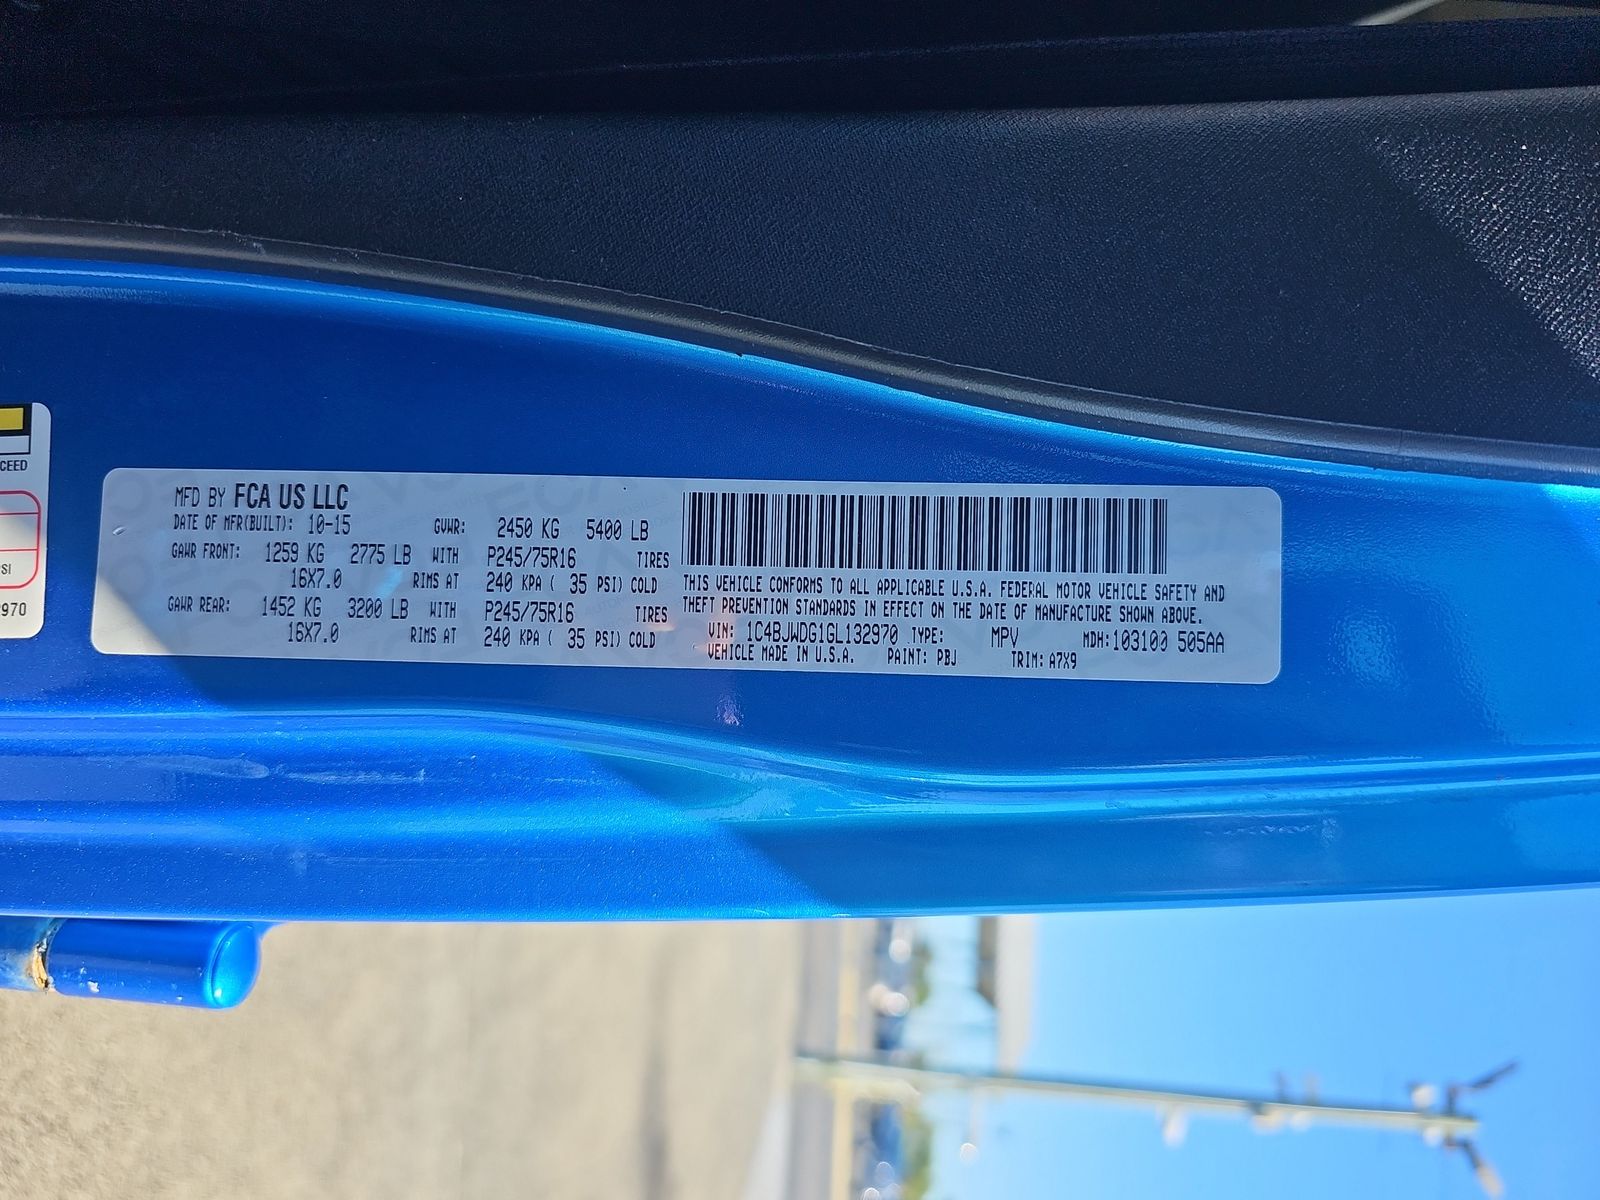 CEED
PSI
2970
MFD BY FCA US LLC
DATE OF MFR(BUILT): 10-15 GVWR: 2450 KG 5400 LB
GAWR FRONT: 1259 KG 2775 LB WITH P245/75R16 TIRES
16X7.0 RIMS AT 240 KPA ( 35 PSI) COLD
GAWR REAR: 1452 KG 3200 LB WITH P245/75R16 TIRES
16X7.0 RIMS AT 240 KPA ( 35 PSI) COLD
THIS VEHICLE CONFORMS TO ALL APPLICABLE U.S.A. FEDERAL MOTOR VEHICLE SAFETY AND
THEFT PREVENTION STANDARDS IN EFFECT ON THE DATE OF MANUFACTURE SHOWN ABOVE.
VIN: 1C4BJWDG1GL132970 TYPE: MPV MDH:103100 505AA
VEHICLE MADE IN U.S.A. PAINT: PBJ TRIM: A7X9